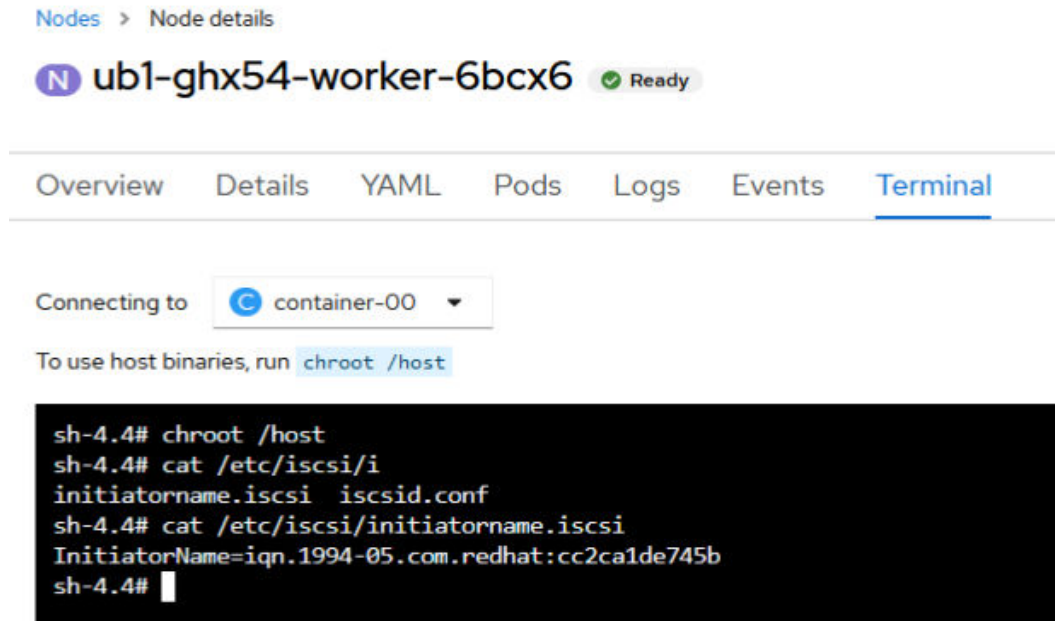 Nodes > Node details
N ub1-ghx54-worker-6bcx6 Ready
Overview Details YAML Pods Logs Events Terminal
Connecting to C container-00
To use host binaries, run chroot /host
sh-4.4# chroot /host
sh-4.4# cat /etc/iscsi/i
initiatorname.iscsi iscsid.conf
sh-4.4# cat /etc/iscsi/initiatorname.iscsi
InitiatorName=iqn.1994-05.com.redhat:cc2ca1de745b
sh-4.4#